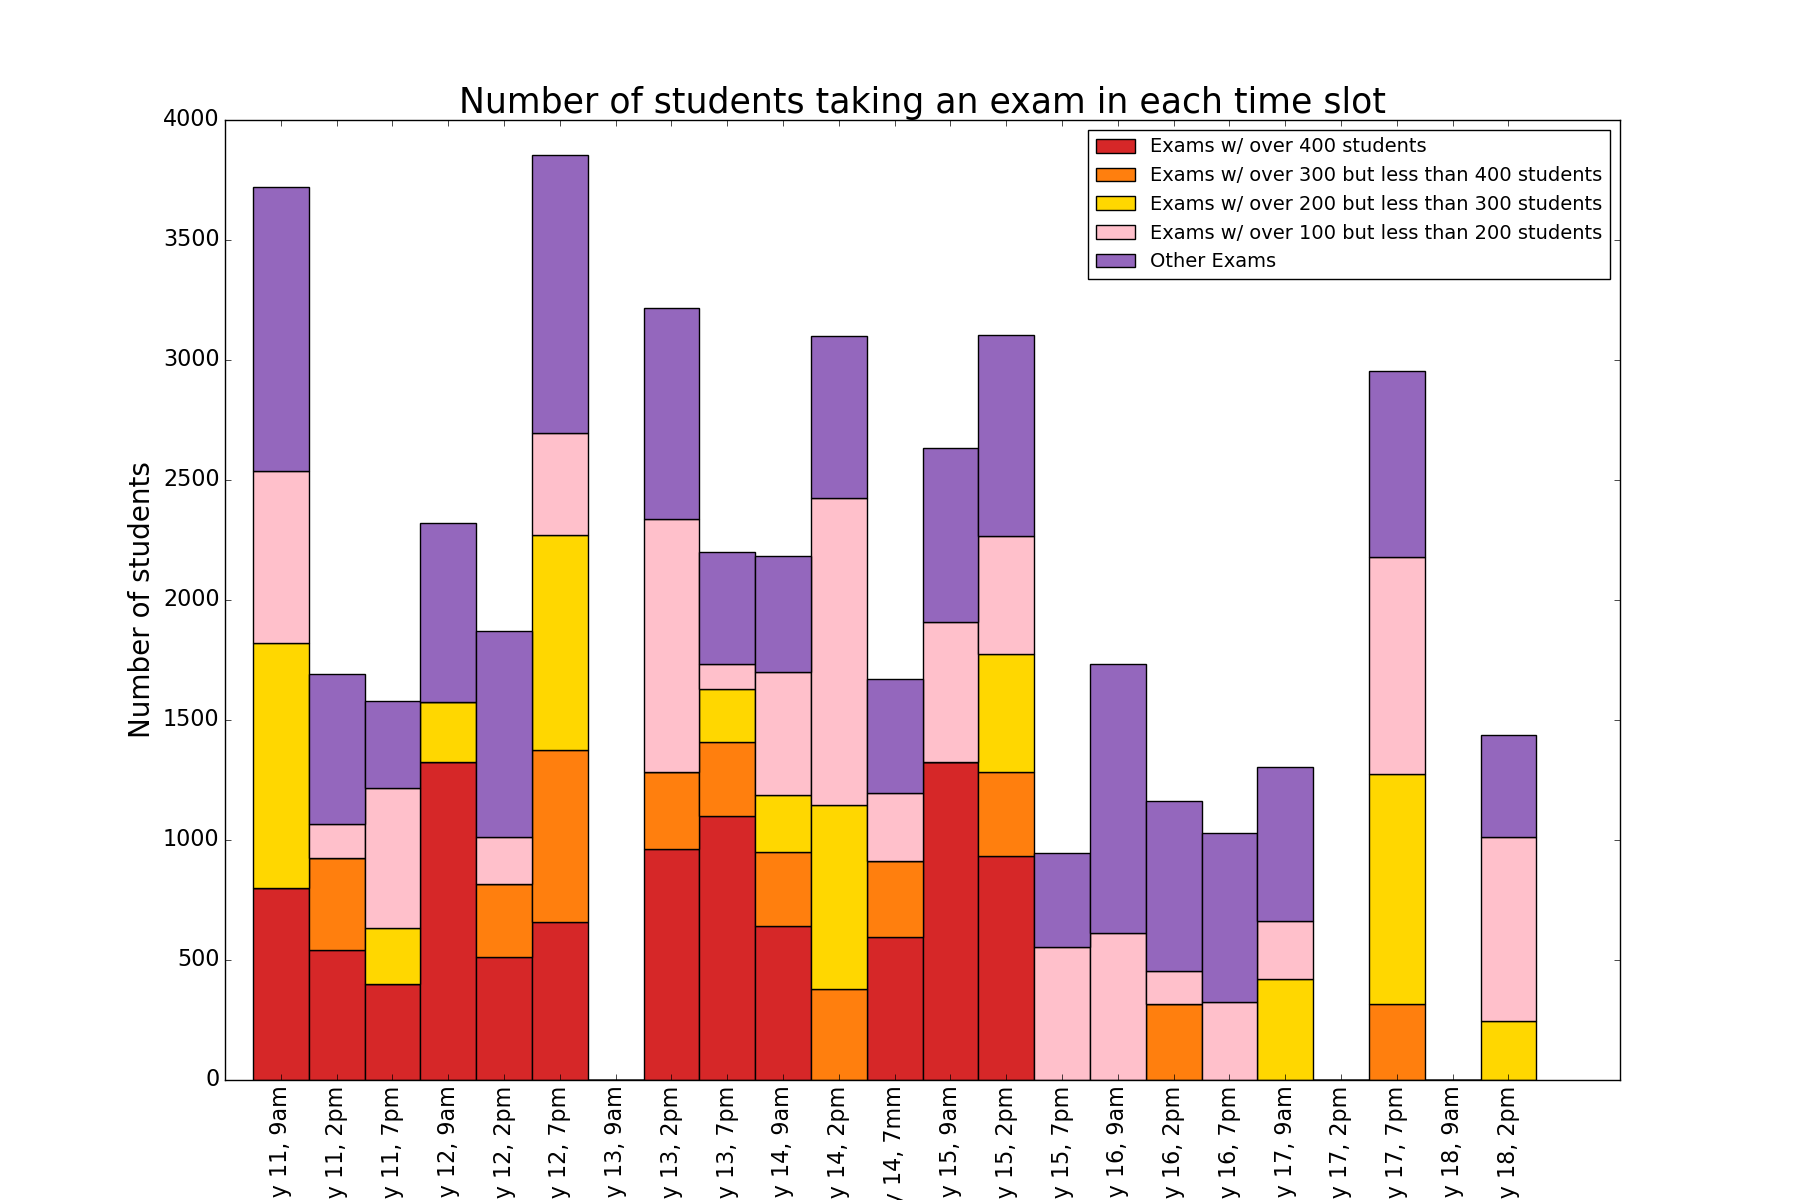 Number of students taking an exam in each time slot
Number of students
4000
3500
3000
2500
2000
1500
1000
500
0
Exams w/ over 400 students
Exams w/ over 300 but less than 400 students
Exams w/ over 200 but less than 300 students
Exams w/ over 100 but less than 200 students
Other Exams
y 11, 9am
y 11, 2pm
y 11, 7pm
y 12, 9am
y 12, 2pm
y 12, 7pm
y 13, 9am
y 13, 2pm
y 13, 7pm
y 14, 9am
y 14, 2pm
y 14, 7mm
y 15, 9am
y 15, 2pm
y 15, 7pm
y 16, 9am
y 16, 2pm
y 16, 7pm
y 17, 9am
y 17, 2pm
y 17, 7pm
y 18, 9am
y 18, 2pm